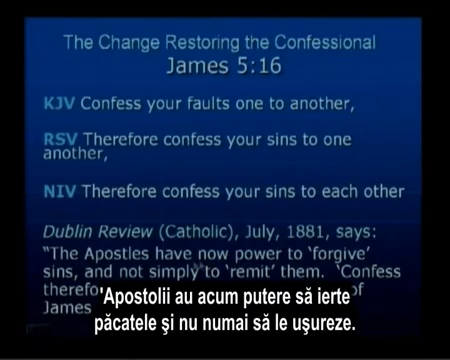 The Change Restoring the Confessional
James 5:16
KJV Confess your faults one to another,
RSV Therefore confess your sins to one
another,
NIV Therefore confess your sins to each other
Dublin Review (Catholic), July, 1881, says:
"The Apostles have now power to 'forgive'
sins, and not simply to 'remit' them. 'Confess
therefo of
James
'Apostolii au acum putere să ierte
păcatele şi nu numai să le uşureze.